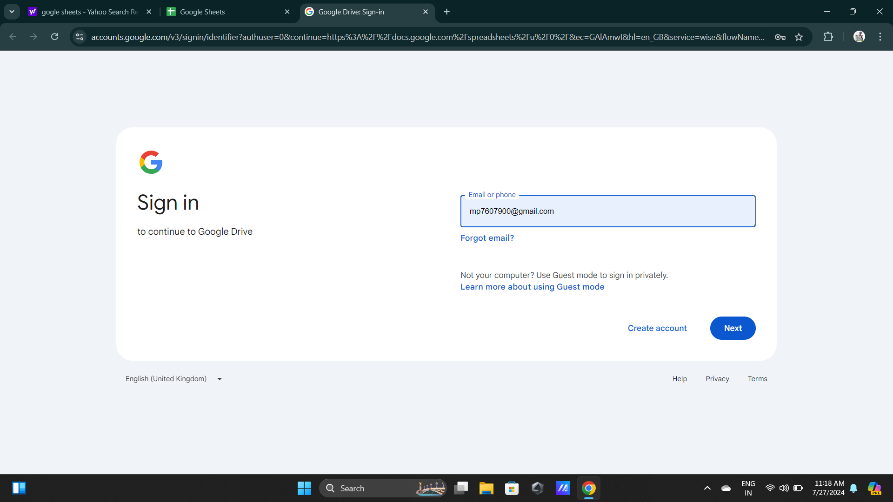 gogle sheets - Yahoo Search Re
Google Sheets
Google Drive: Sign-in
accounts.google.com/v3/signin/identifier?authuser=0&continue=https%3A%2F%2Fdocs.google.com%2Fspreadsheets%2Fu%2F0%2F&ec=GAlAmwI&hl=en_GB&service=wise&flowName...
Sign in
to continue to Google Drive
Email or phone
mp7607900@gmail.com
Forgot email?
Not your computer? Use Guest mode to sign in privately.
Learn more about using Guest mode
Create account
Next
English (United Kingdom)
Help
Privacy
Terms
Search
ENG
IN
11:18 AM
7/27/2024